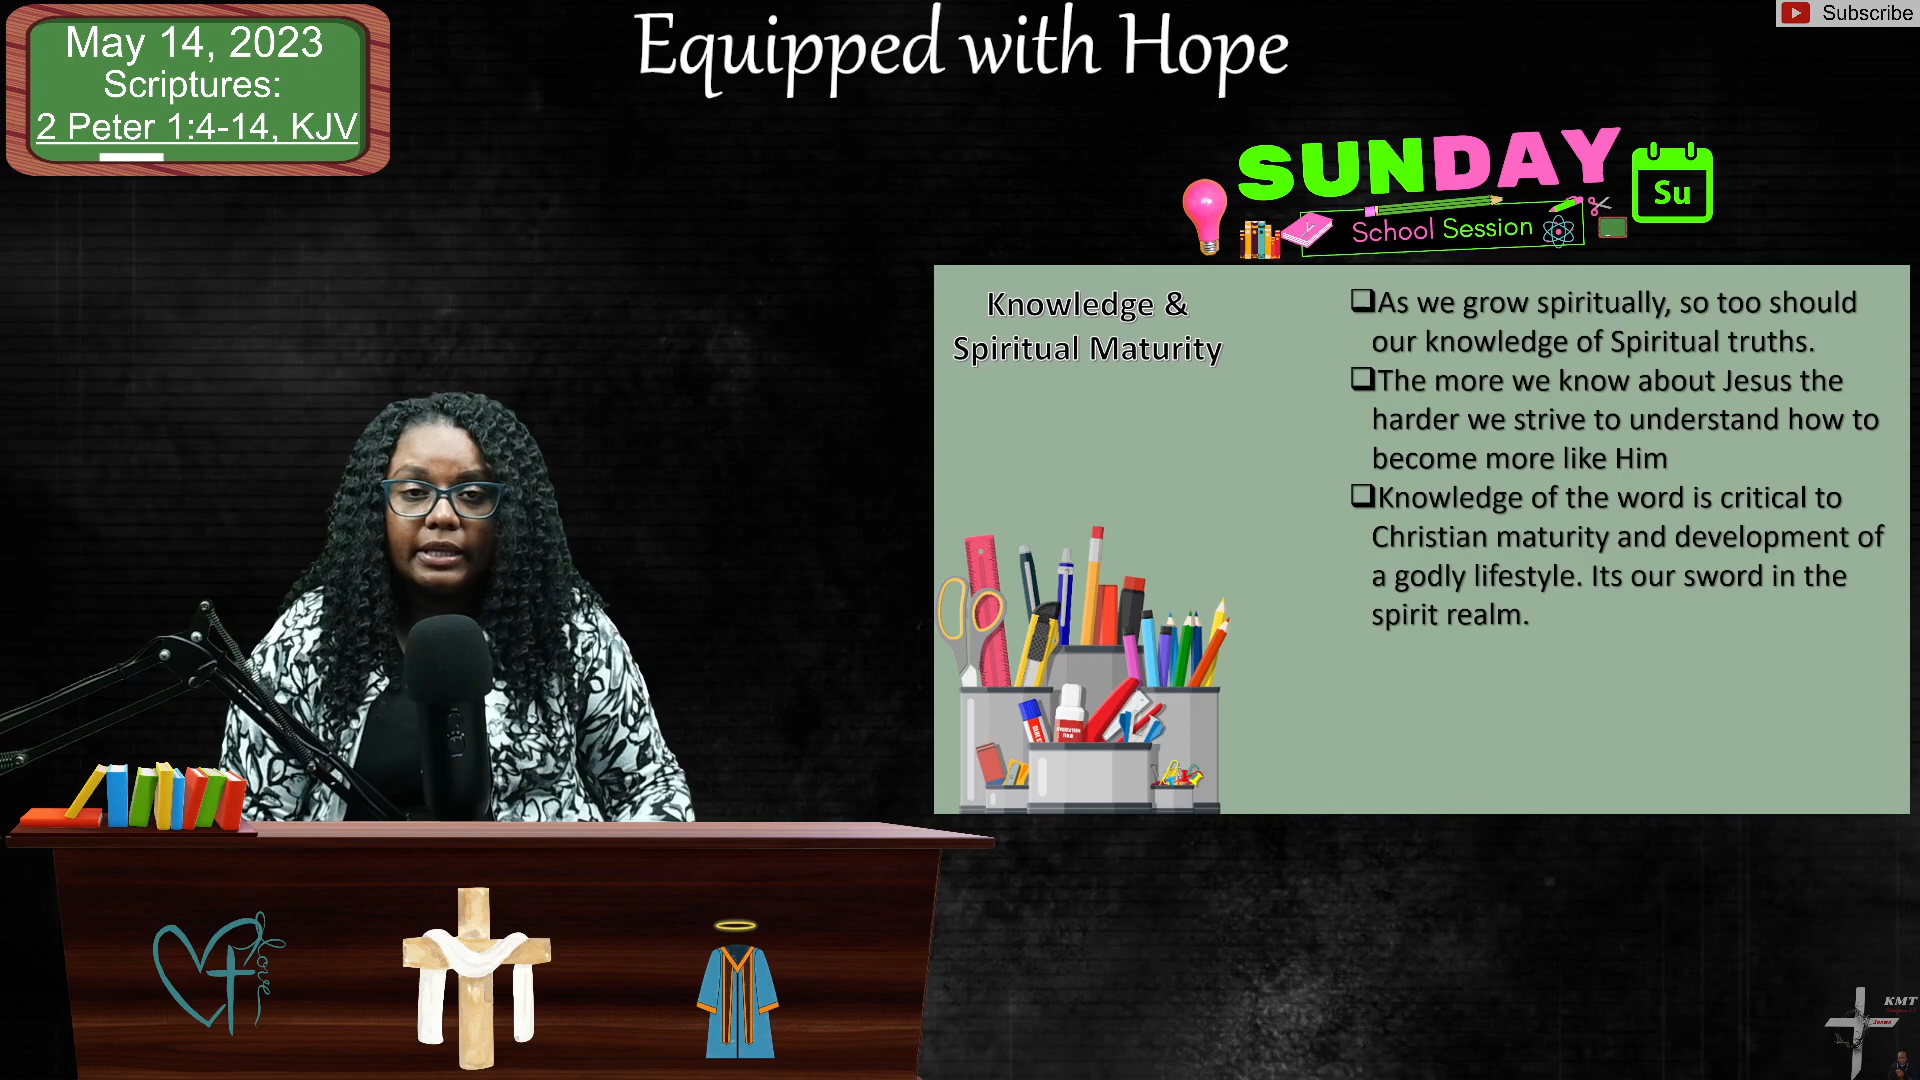 May 14, 2023
Scriptures:
2 Peter 1:4-14, KJV
Equipped with Hope
Subscribe
SUNDAY
Su
School Session
Knowledge &
Spiritual Maturity
❑As we grow spiritually, so too should
our knowledge of Spiritual truths.
❑The more we know about Jesus the
harder we strive to understand how to
become more like Him
❑Knowledge of the word is critical to
Christian maturity and development of
a godly lifestyle. Its our sword in the
spirit realm.
Love
KMT
Jesus